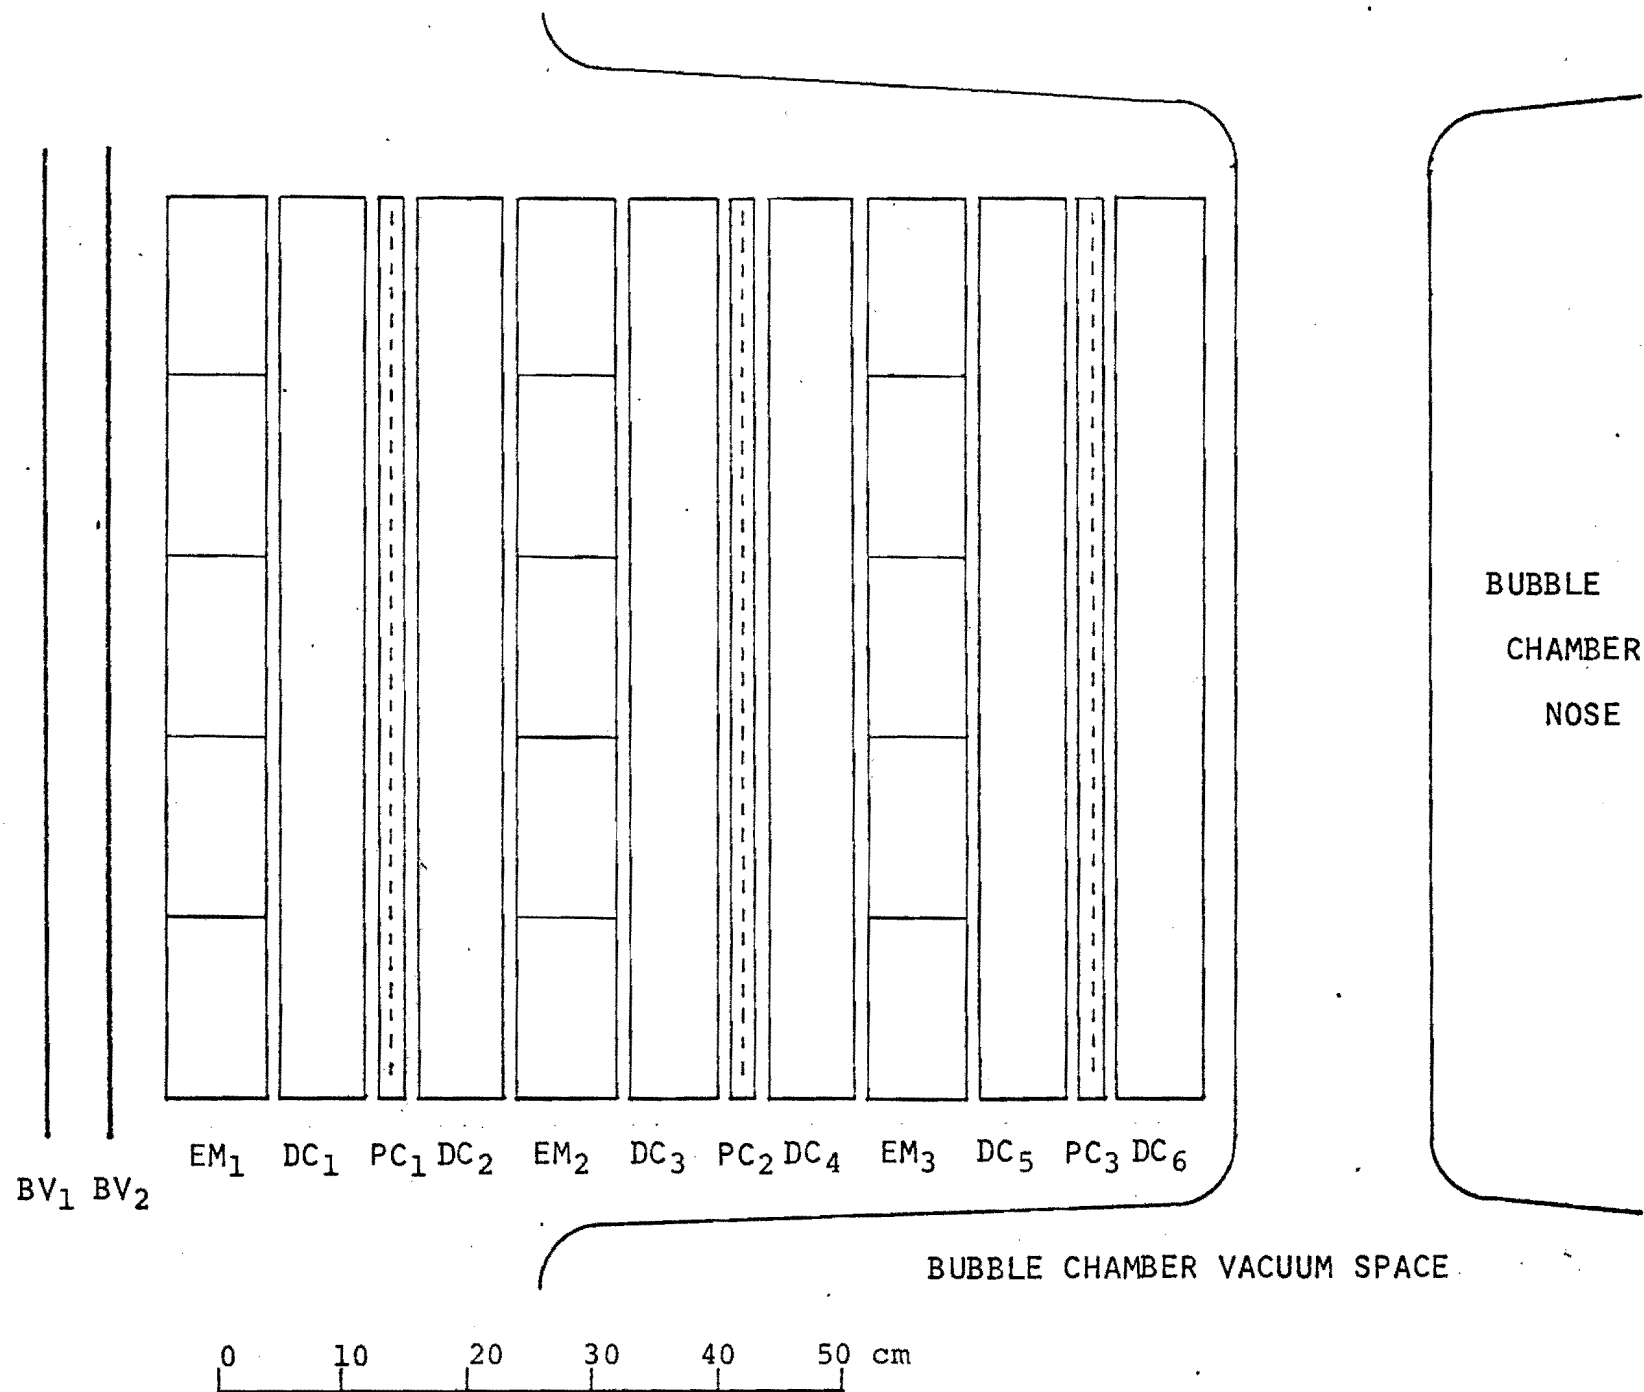 BUBBLE
CHAMBER
NOSE
EM₁ DC₁ PC₁ DC₂ EM₂ DC₃ PC₂ DC₄ EM₃ DC₅ PC₃ DC₆
BV₁ BV₂
BUBBLE CHAMBER VACUUM SPACE
0 10 20 30 40 50 cm